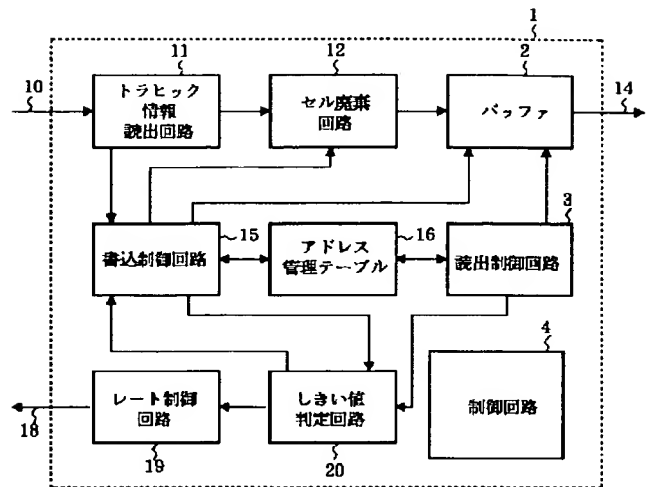 1
11
12
2
10
トラヒック
情報
読出回路
セル廃棄
回路
バッファ
14
3
書込制御回路
15
アドレス
管理テーブル
16
読出制御回路
4
レート制御
回路
しきい値
判定回路
制御回路
18
19
20